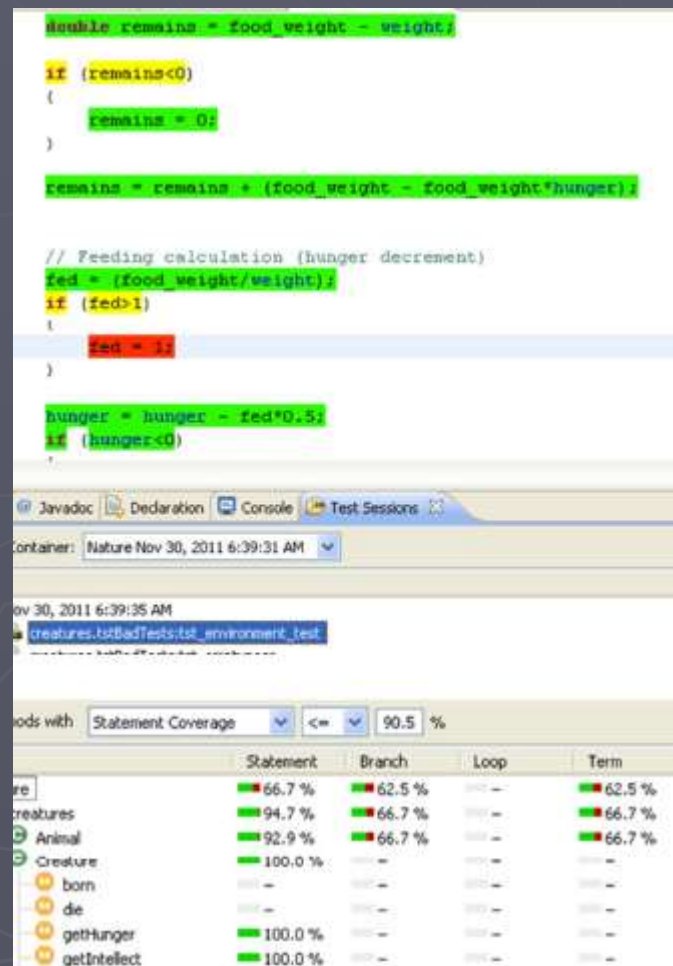 double remains = food_weight - weight;
if (remains<0)
{
remains = 0;
}
remains = remains + (food_weight - food_weight*hunger);
// Feeding calculation (hunger decrement)
fed = (food_weight/weight);
if (fed>1)
{
fed = 1;
}
hunger = hunger - fed*0.5;
if (hunger<0)
Javadoc Declaration Console Test Sessions
Container: Nature Nov 30, 2011 6:39:31 AM
ov 30, 2011 6:39:35 AM
creatures.tstBadTests:tst_environment_test
ods with Statement Coverage <= 90.5 %
Statement Branch Loop Term
re 66.7 % 62.5 % - 62.5 %
creatures 94.7 % 66.7 % - 66.7 %
Animal 92.9 % 66.7 % - 66.7 %
Creature 100.0 % - - -
born - - - -
die - - - -
getHunger 100.0 % - - -
getIntellect 100.0 % - - -